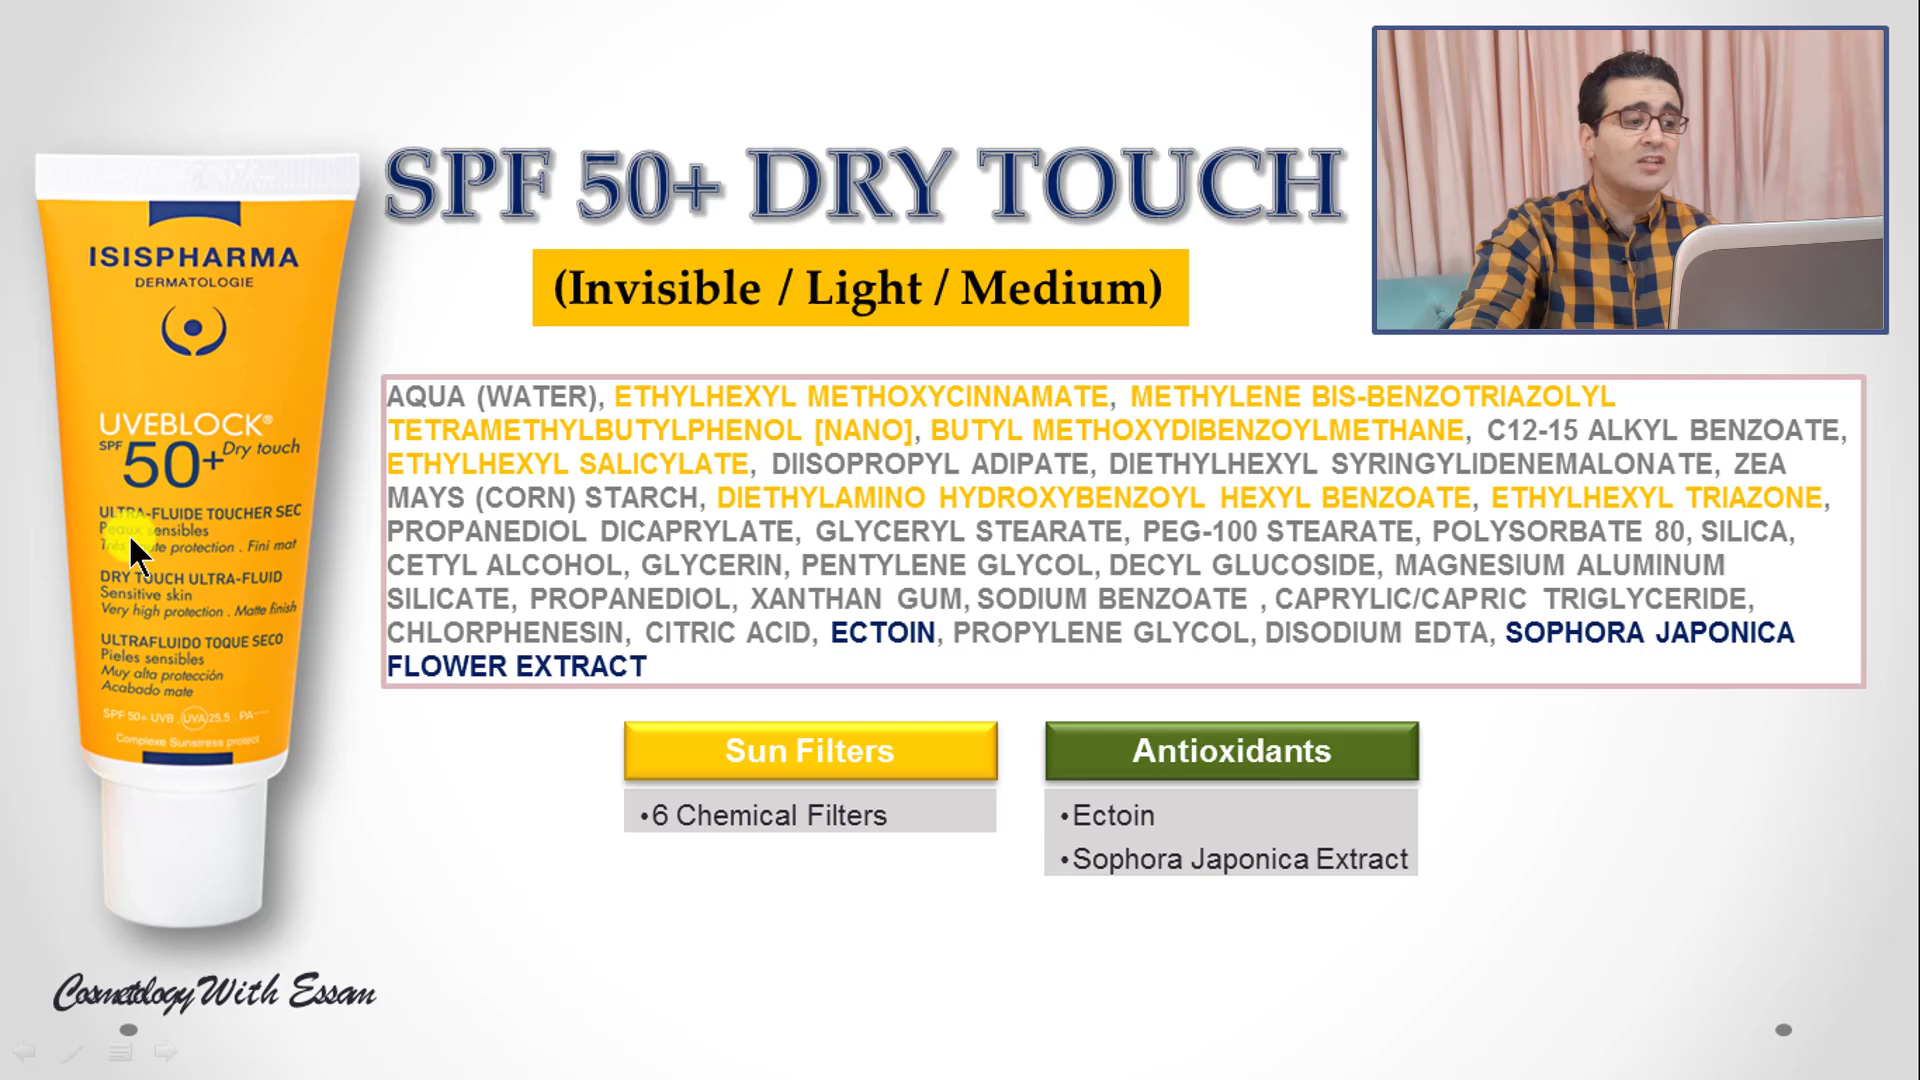 SPF 50+ DRY TOUCH
(Invisible / Light / Medium)
ISISPHARMA
DERMATOLOGIE
UVEBLOCK®
SPF 50+ Dry touch
ULTRA-FLUIDE TOUCHER SEC
Peaux sensibles
Très haute protection . Fini mat
DRY TOUCH ULTRA-FLUID
Sensitive skin
Very high protection . Matte finish
ULTRAFLUIDO TOQUE SECO
Pieles sensibles
Muy alta protección
Acabado mate
SPF 50+ UVB . UVA 25,5 . PA++++
Complexe Sunstress protect
AQUA (WATER), ETHYLHEXYL METHOXYCINNAMATE, METHYLENE BIS-BENZOTRIAZOLYL
TETRAMETHYLBUTYLPHENOL [NANO], BUTYL METHOXYDIBENZOYLMETHANE, C12-15 ALKYL BENZOATE,
ETHYLHEXYL SALICYLATE, DIISOPROPYL ADIPATE, DIETHYLHEXYL SYRINGYLIDENEMALONATE, ZEA
MAYS (CORN) STARCH, DIETHYLAMINO HYDROXYBENZOYL HEXYL BENZOATE, ETHYLHEXYL TRIAZONE,
PROPANEDIOL DICAPRYLATE, GLYCERYL STEARATE, PEG-100 STEARATE, POLYSORBATE 80, SILICA,
CETYL ALCOHOL, GLYCERIN, PENTYLENE GLYCOL, DECYL GLUCOSIDE, MAGNESIUM ALUMINUM
SILICATE, PROPANEDIOL, XANTHAN GUM, SODIUM BENZOATE , CAPRYLIC/CAPRIC TRIGLYCERIDE,
CHLORPHENESIN, CITRIC ACID, ECTOIN, PROPYLENE GLYCOL, DISODIUM EDTA, SOPHORA JAPONICA
FLOWER EXTRACT
Sun Filters
•6 Chemical Filters
Antioxidants
•Ectoin
•Sophora Japonica Extract
Cosmetology With Essam